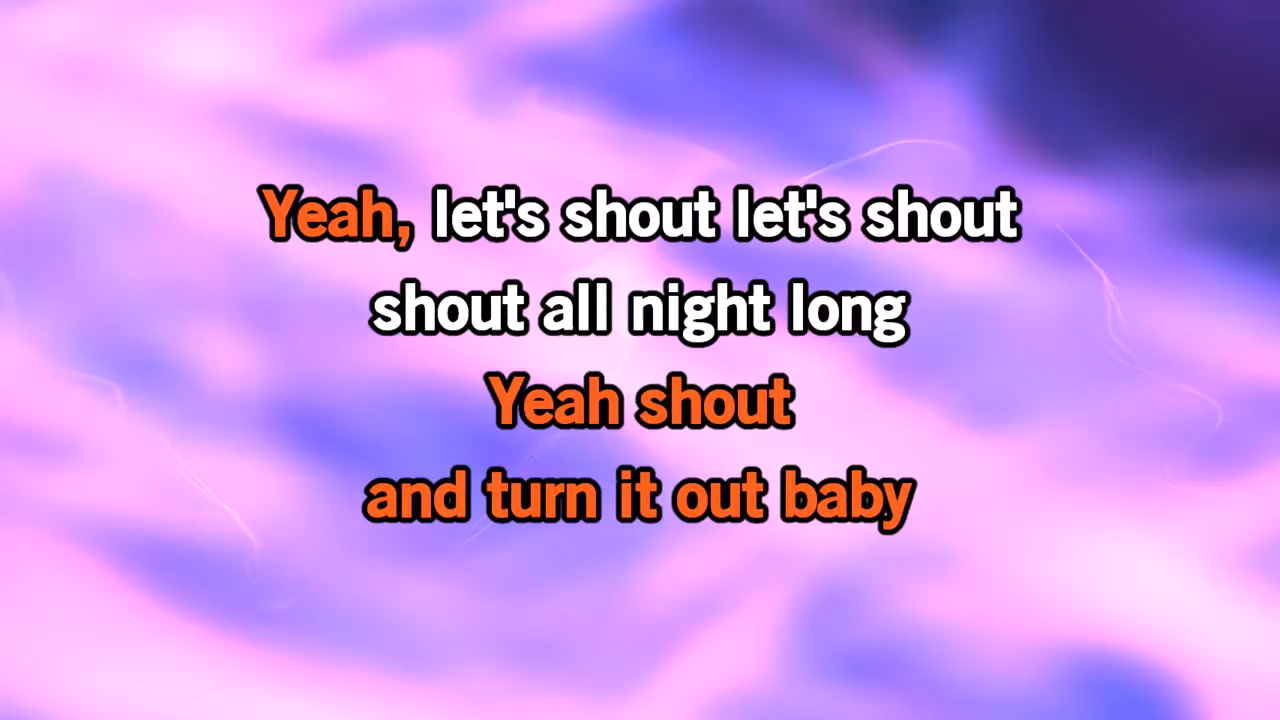 Yeah, let's shout let's shout
shout all night long
Yeah shout
and turn it out baby